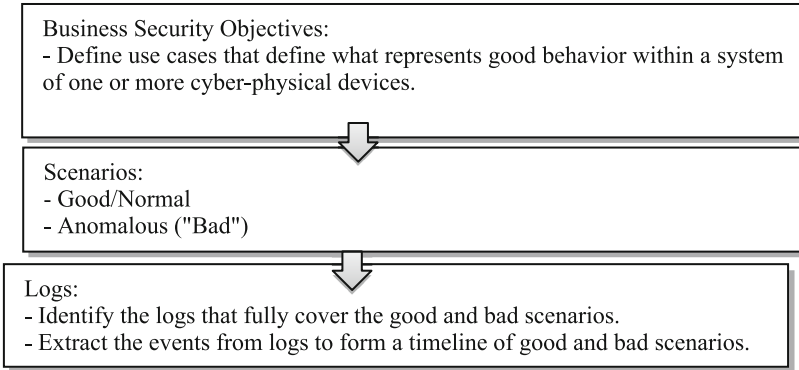 Business Security Objectives:
- Define use cases that define what represents good behavior within a system
of one or more cyber-physical devices.
Scenarios:
- Good/Normal
- Anomalous ("Bad")
Logs:
- Identify the logs that fully cover the good and bad scenarios.
- Extract the events from logs to form a timeline of good and bad scenarios.